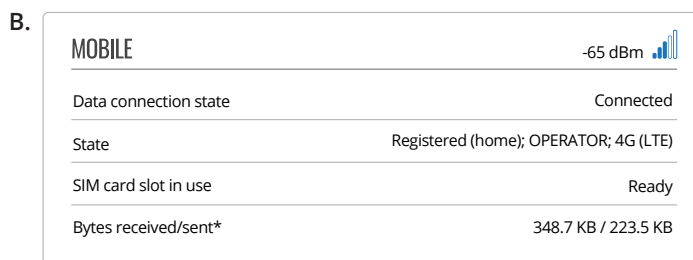 B.
MOBILE -65 dBm
Data connection state Connected
State Registered (home); OPERATOR; 4G (LTE)
SIM card slot in use Ready
Bytes received/sent* 348.7 KB / 223.5 KB